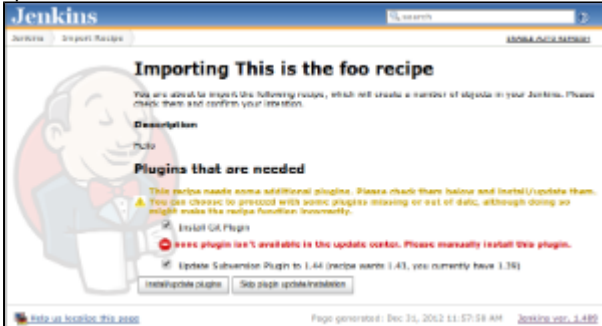 Jenkins
search
Jenkins Import Recipe
ENABLE AUTO REFRESH
Importing This is the foo recipe
You are about to import the following recipe, which will create a number of objects in your Jenkins. Please
check them and confirm your intention.
Description
Hello
Plugins that are needed
This recipe needs some additional plugins. Please check them below and install/update them.
You can choose to proceed with some plugins missing or out of date, although doing so
might make the recipe function incorrectly.
Install Git Plugin
some plugin isn't available in the update center. Please manually install this plugin.
Update Subversion Plugin to 1.44 (recipe wants 1.43, you currently have 1.39)
Install/update plugins Skip plugin update/installation
Help us localize this page
Page generated: Dec 31, 2012 11:57:58 AM
Jenkins ver. 1.489